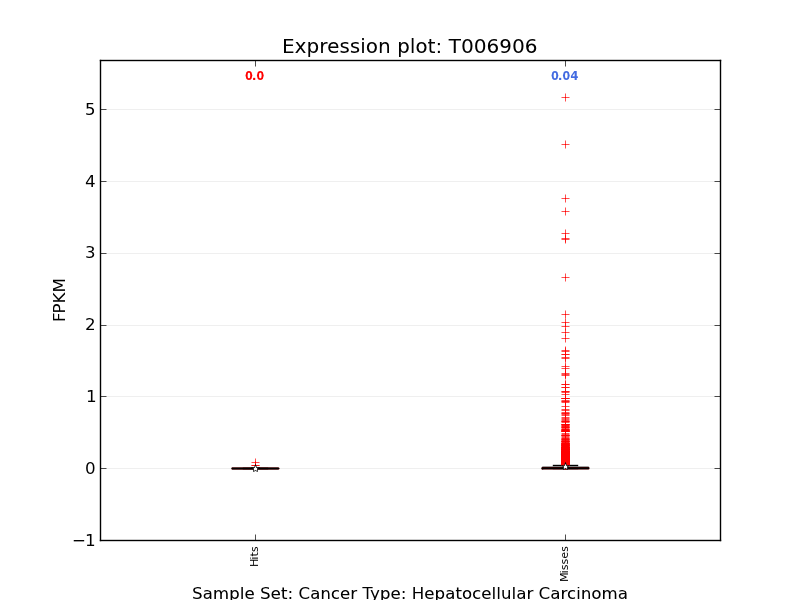 Expression plot: T006906
0.0
0.04
5
4
3
2
1
0
−1
FPKM
Hits
Misses
Sample Set: Cancer Type: Hepatocellular Carcinoma